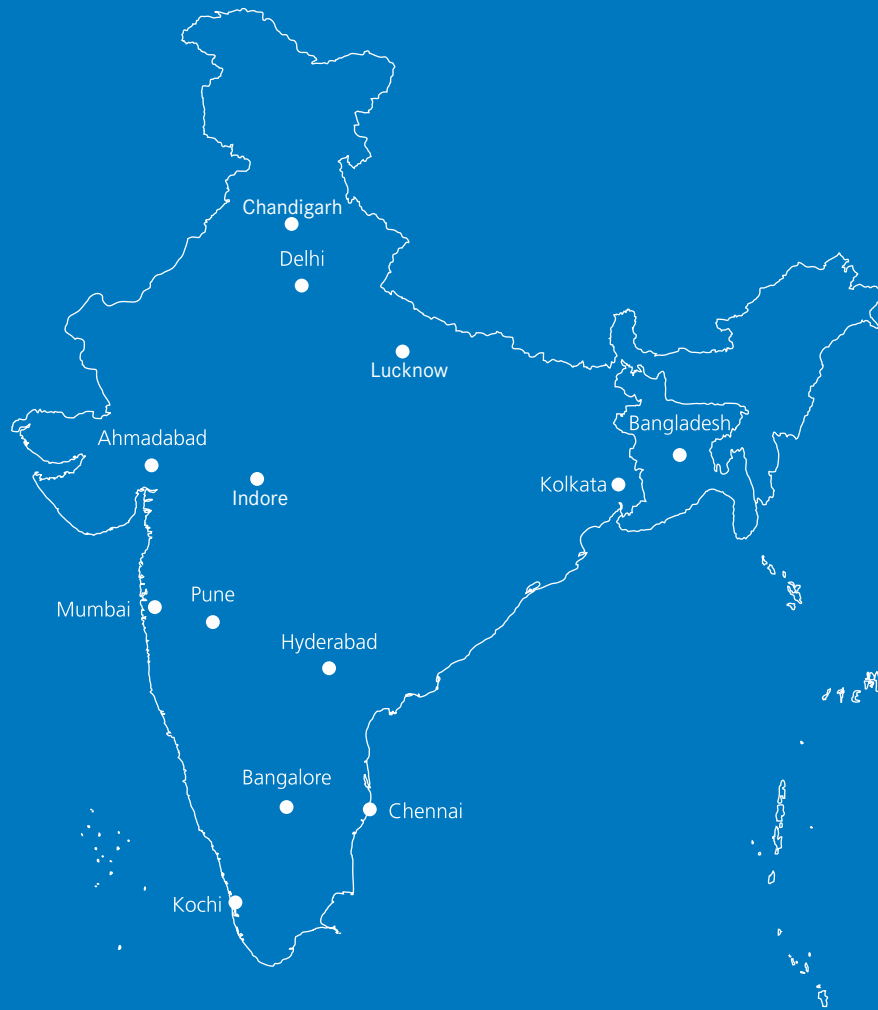 Chandigarh
Delhi
Lucknow
Bangladesh
Ahmadabad
Kolkata
Indore
Pune
Mumbai
Hyderabad
Bangalore
Chennai
Kochi